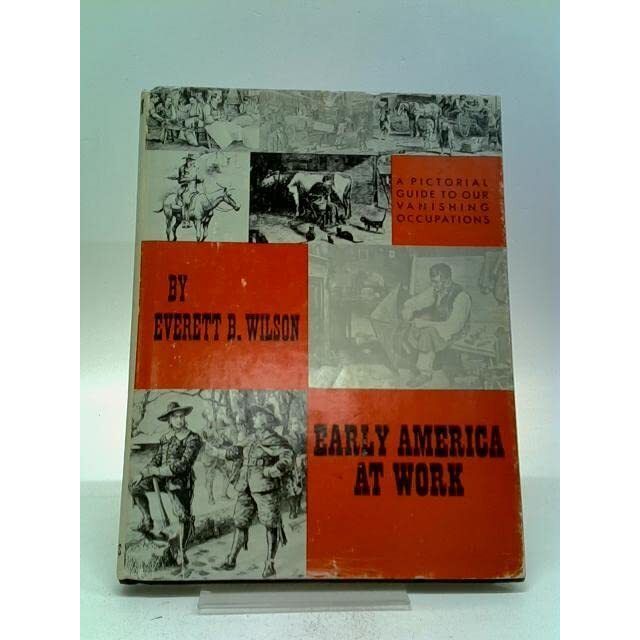 A PICTORIAL
GUIDE TO OUR
VANISHING
OCCUPATIONS
BY
EVERETT B. WILSON
EARLY AMERICA
AT WORK